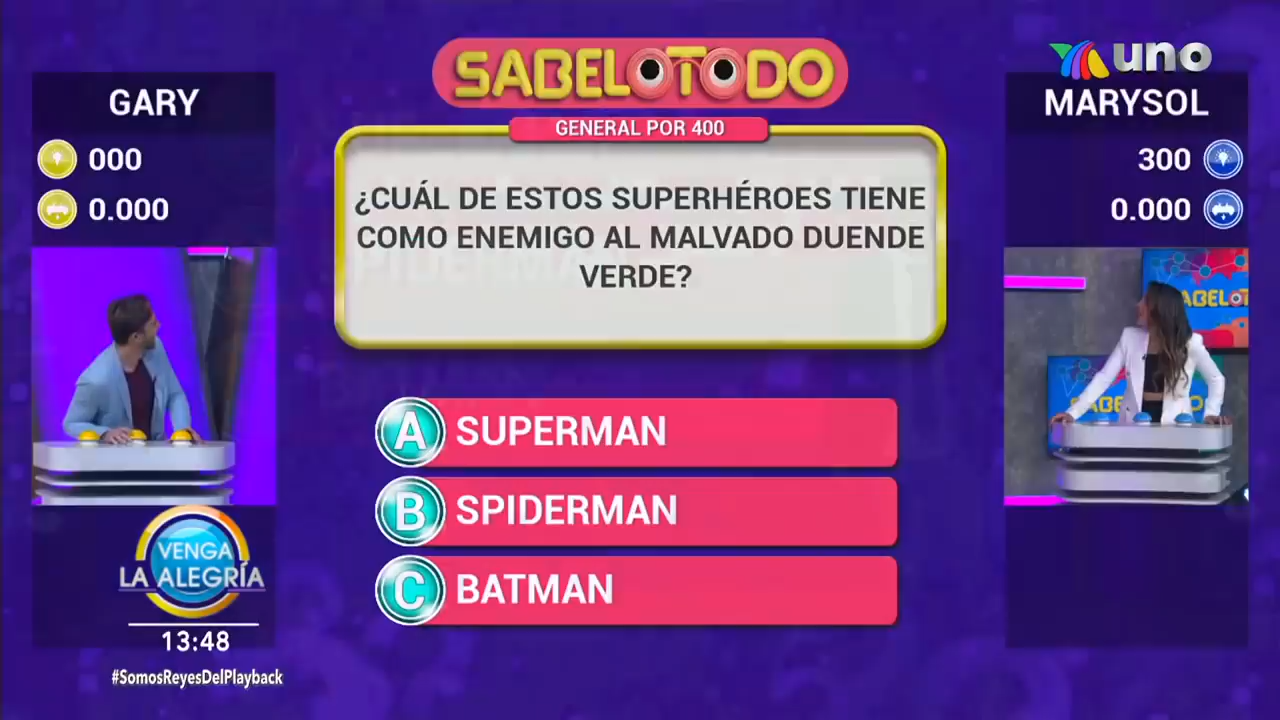 SABELOTODO
uno
GENERAL POR 400
GARY
000
0.000
MARYSOL
300
0.000
¿CUÁL DE ESTOS SUPERHÉROES TIENE
COMO ENEMIGO AL MALVADO DUENDE
VERDE?
A SUPERMAN
B SPIDERMAN
C BATMAN
VENGA
LA ALEGRÍA
13:48
#SomosReyesDelPlayback